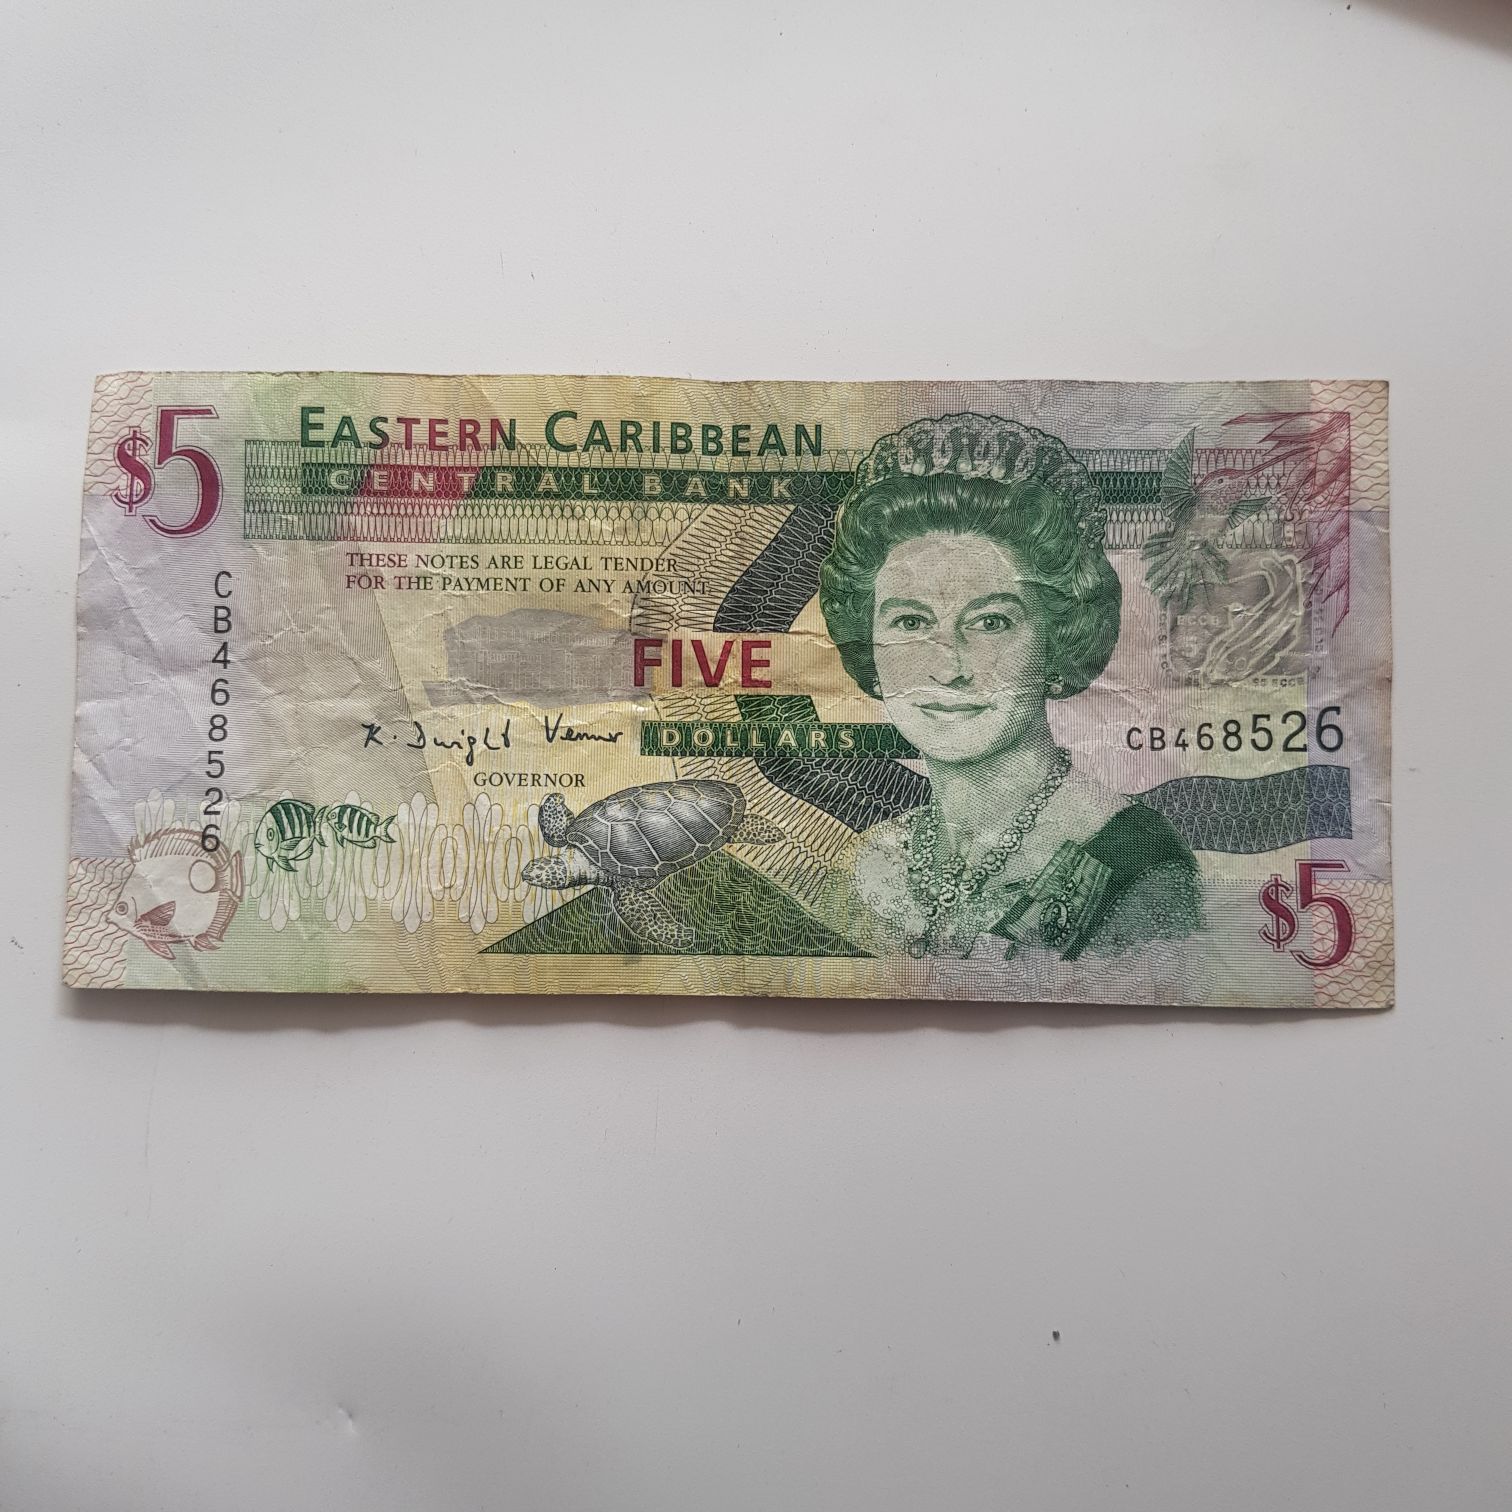 $5
EASTERN CARIBBEAN
CENTRAL BANK
THESE NOTES ARE LEGAL TENDER
FOR THE PAYMENT OF ANY AMOUNT
FIVE
DOLLARS
K. Dwight Venner
GOVERNOR
CB468526
ECCB
CB468526
$5